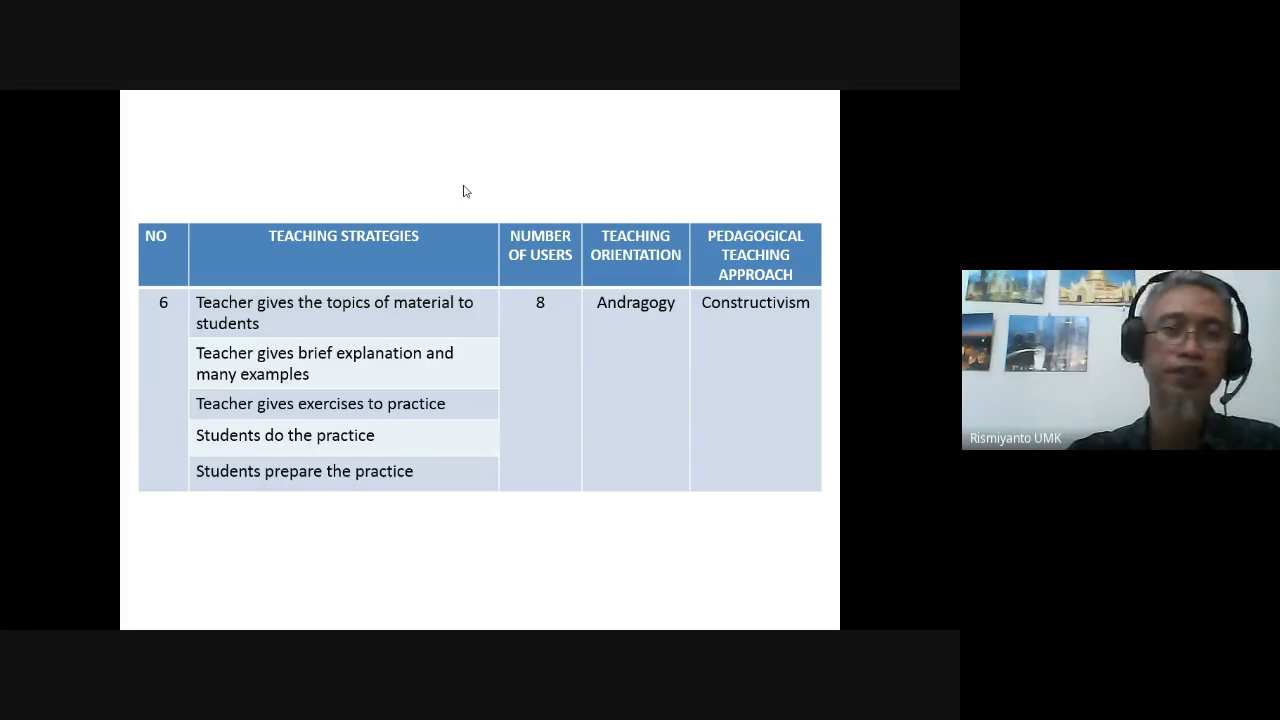 NO
TEACHING STRATEGIES
NUMBER
OF USERS
TEACHING
ORIENTATION
PEDAGOGICAL
TEACHING
APPROACH
6
Teacher gives the topics of material to
students
8
Andragogy
Constructivism
Teacher gives brief explanation and
many examples
Teacher gives exercises to practice
Students do the practice
Students prepare the practice
Rismiyanto UMK